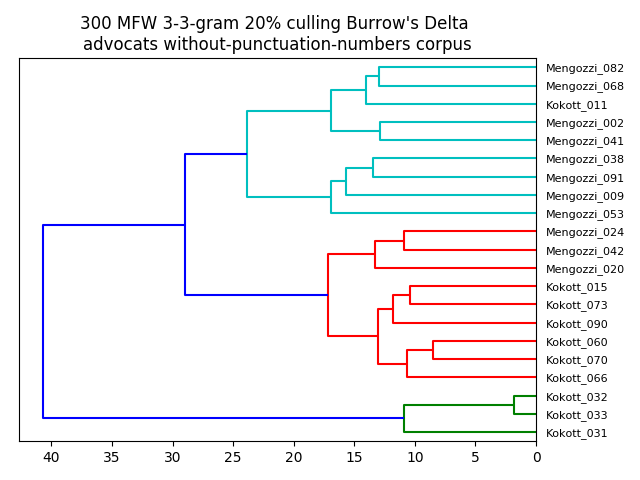 300 MFW 3-3-gram 20% culling Burrow's Delta
advocats without-punctuation-numbers corpus
Mengozzi_082
Mengozzi_068
Kokott_011
Mengozzi_002
Mengozzi_041
Mengozzi_038
Mengozzi_091
Mengozzi_009
Mengozzi_053
Mengozzi_024
Mengozzi_042
Mengozzi_020
Kokott_015
Kokott_073
Kokott_090
Kokott_060
Kokott_070
Kokott_066
Kokott_032
Kokott_033
Kokott_031
40 35 30 25 20 15 10 5 0